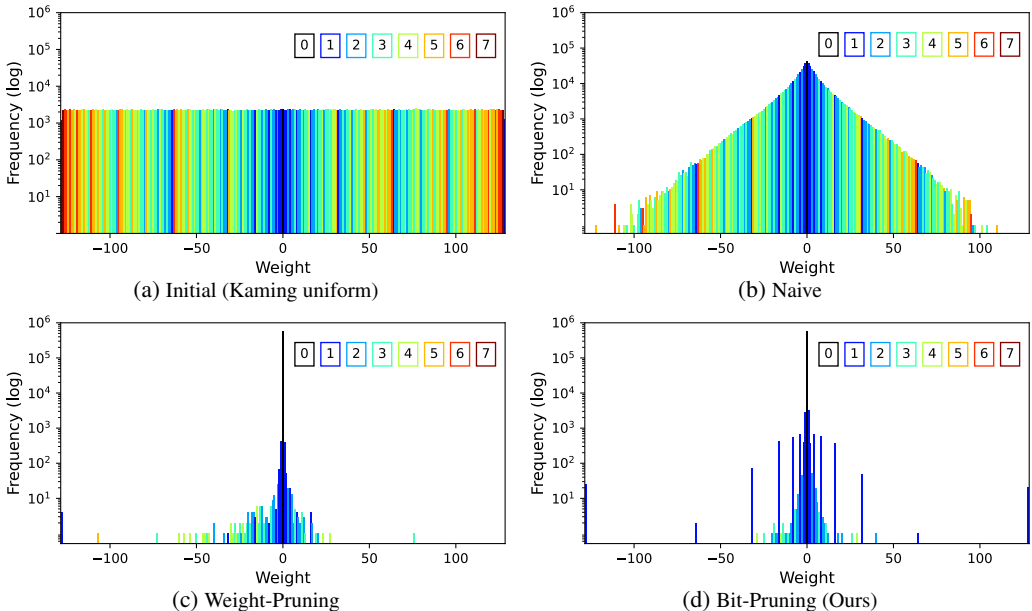 10^6 10^6
10^5 0 1 2 3 4 5 6 7 10^5 0 1 2 3 4 5 6 7
10^4 10^4
10^3 10^3
10^2 10^2
10^1 10^1
Frequency (log) Frequency (log)
−100 −50 0 50 100 −100 −50 0 50 100
Weight Weight
(a) Initial (Kaming uniform) (b) Naive
10^6 10^6
10^5 0 1 2 3 4 5 6 7 10^5 0 1 2 3 4 5 6 7
10^4 10^4
10^3 10^3
10^2 10^2
10^1 10^1
Frequency (log) Frequency (log)
−100 −50 0 50 100 −100 −50 0 50 100
Weight Weight
(c) Weight-Pruning (d) Bit-Pruning (Ours)